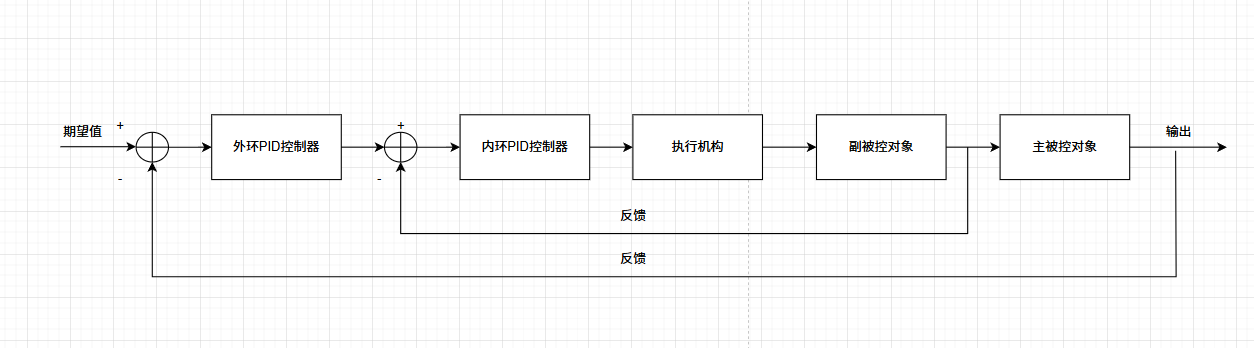 期望值
+
-
外环PID控制器
+
-
内环PID控制器
执行机构
副被控对象
主被控对象
输出
反馈
反馈